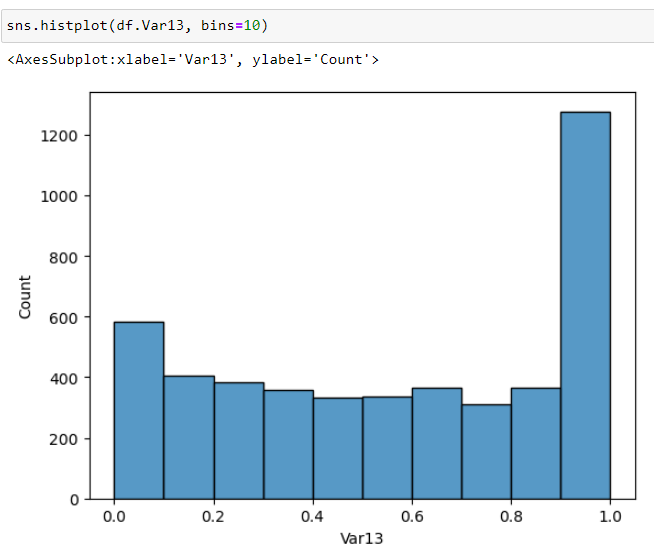 sns.histplot(df.Var13, bins=10)
<AxesSubplot:xlabel='Var13', ylabel='Count'>
1200
1000
800
600
400
200
0
Count
0.0 0.2 0.4 0.6 0.8 1.0
Var13